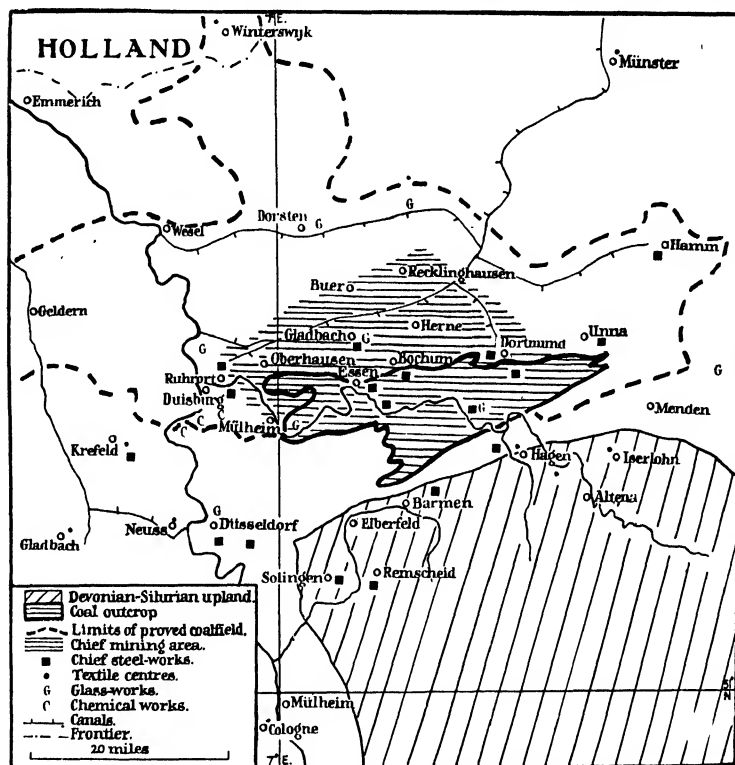 7° E.
HOLLAND
Winterswijk
Münster
Emmerich
Wesel
Dorsten
G
G
Hamm
Recklinghausen
Buer
Geldern
Gladbach
G
Herne
Dortmund
Unna
G
Oberhausen
Bochum
Essen
G
Ruhrort
Duisburg
C
C
C
Mülheim
G
G
Menden
Krefeld
Hagen
Iserlohn
Altena
Barmen
Neuss
G
Düsseldorf
Elberfeld
Gladbach
Solingen
Remscheid
Devonian-Silurian upland.
Coal outcrop
Limits of proved coalfield.
Chief mining area.
Chief steel-works.
Textile centres.
G Glass-works.
C Chemical works.
Canals.
Frontier.
20 miles
51°
N
Mülheim
Cologne
7° E.